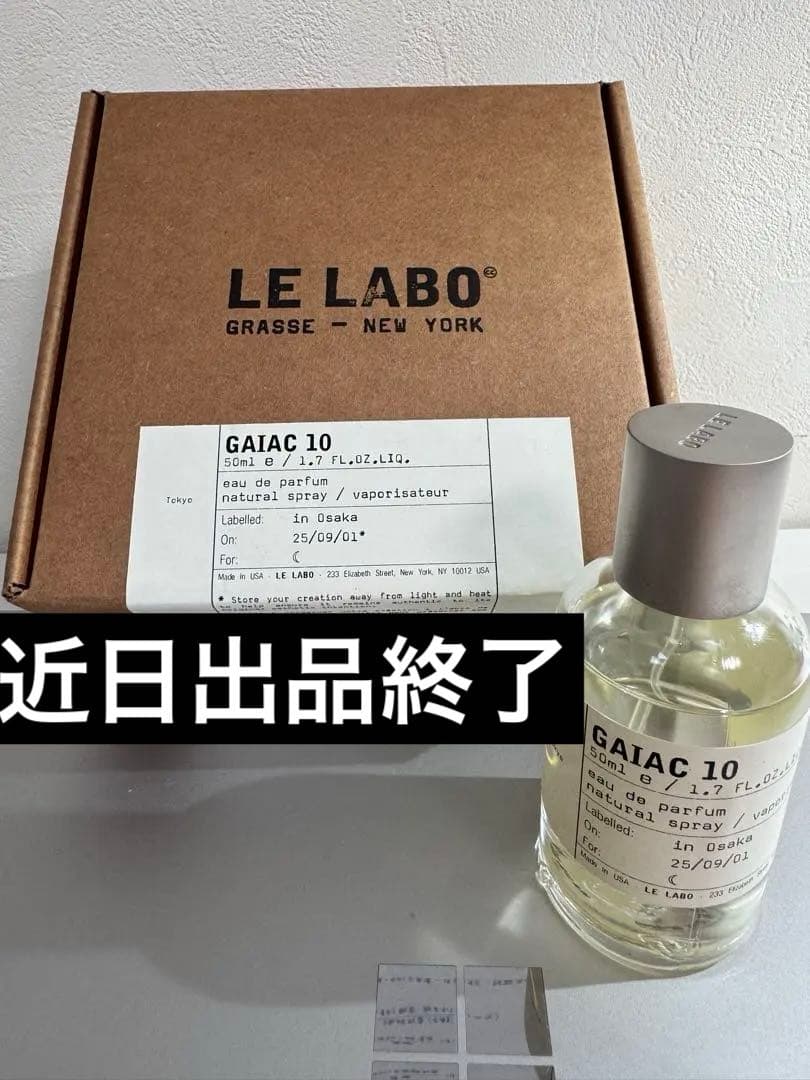 LE LABO
GRASSE — NEW YORK
GAIAC 10
50ml e / 1.7 FL.OZ.LIQ.
eau de parfum
natural spray / vaporisateur
Tokyo
Labelled: in Osaka
On: 25/09/01*
For: ☾
Made in USA · LE LABO · 233 Elizabeth Street, New York, NY 10012 USA
* Store your creation away from light and heat
近日出品終了
LE LABO
GAIAC 10
50ml e / 1.7 FL.OZ.
eau de parfum
natural spray /
Labelled: in Osaka
On: 25/09/01
For: ☾
Made in USA · LE LABO · 233